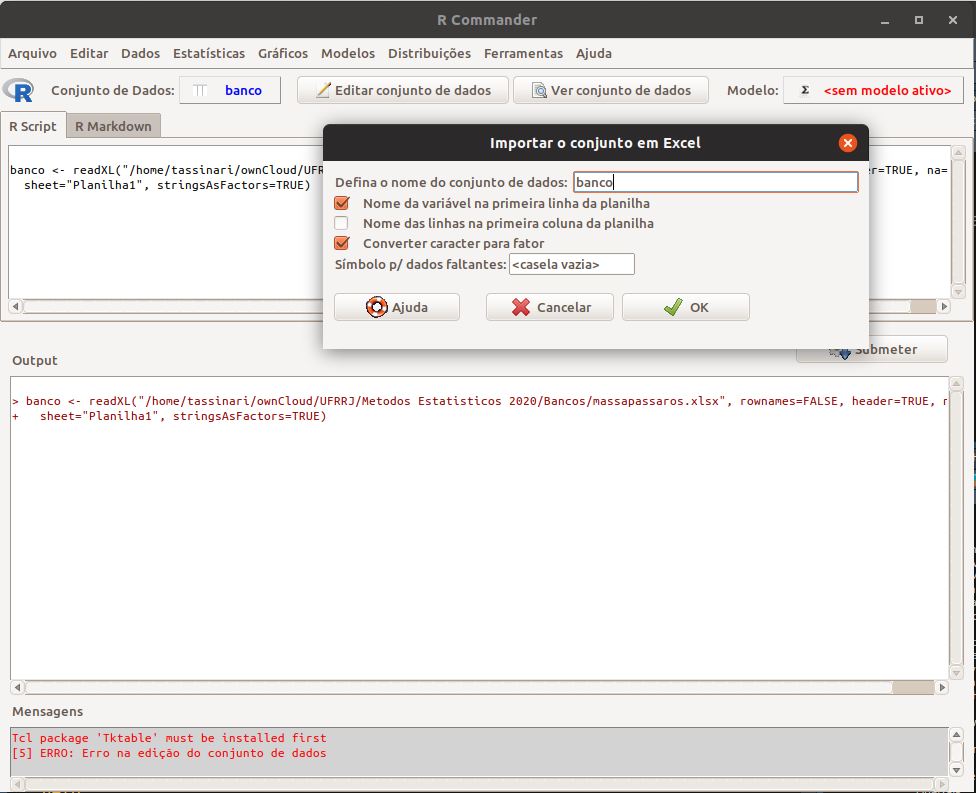 R Commander
Arquivo Editar Dados Estatísticas Gráficos Modelos Distribuições Ferramentas Ajuda
R Conjunto de Dados: banco Editar conjunto de dados Ver conjunto de dados Modelo: Σ <sem modelo ativo>
R Script R Markdown
banco <- readXL("/home/tassinari/ownCloud/UFR
=TRUE, na=
sheet="Planilha1", stringsAsFactors=TRUE)
Importar o conjunto em Excel
Defina o nome do conjunto de dados: banco
Nome da variável na primeira linha da planilha
Nome das linhas na primeira coluna da planilha
Converter caracter para fator
Símbolo p/ dados faltantes: <casela vazia>
Ajuda Cancelar OK
Submeter
Output
> banco <- readXL("/home/tassinari/ownCloud/UFRRJ/Metodos Estatisticos 2020/Bancos/massapassaros.xlsx", rownames=FALSE, header=TRUE, n
+ sheet="Planilha1", stringsAsFactors=TRUE)
Mensagens
Tcl package 'Tktable' must be installed first
[5] ERRO: Erro na edição do conjunto de dados